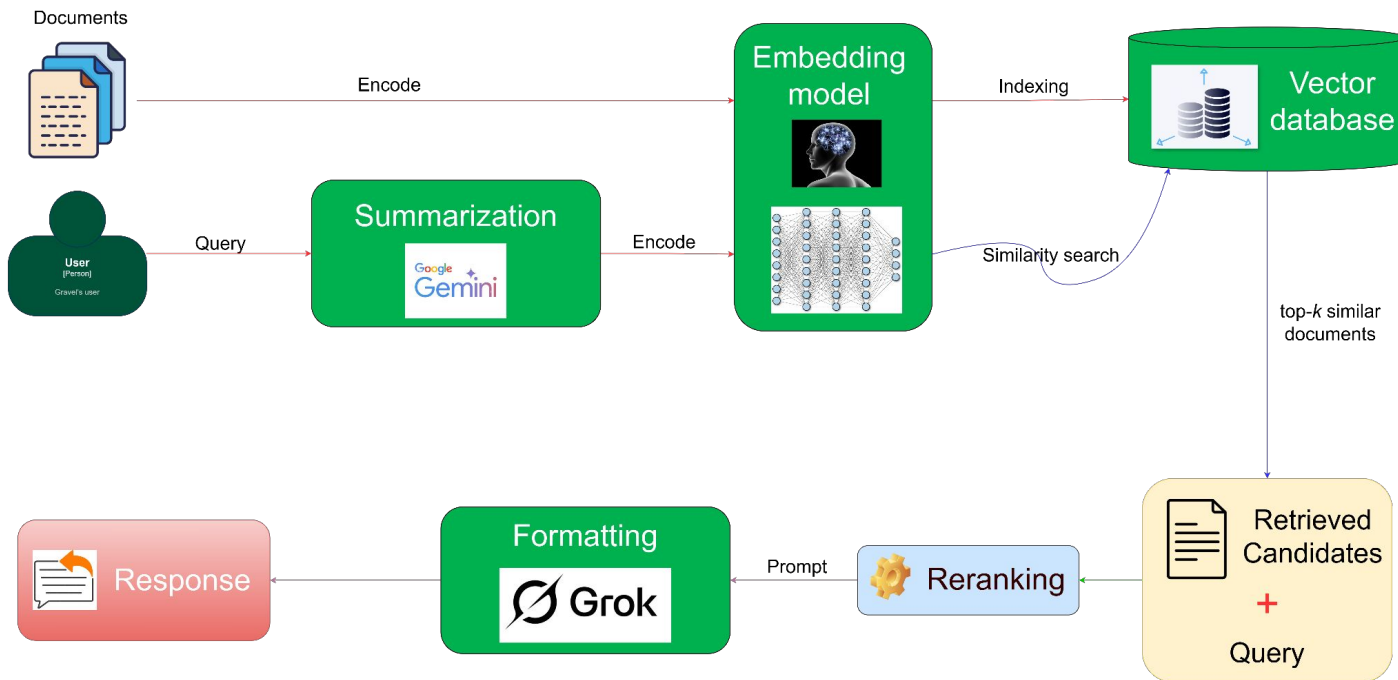 Documents
Encode
Embedding
model
Indexing
Vector
database
User
[Person]
Gravel's user
Query
Summarization
Google
Gemini
Encode
Similarity search
top-k similar
documents
Response
Formatting
Grok
Prompt
Reranking
Retrieved
Candidates
+
Query